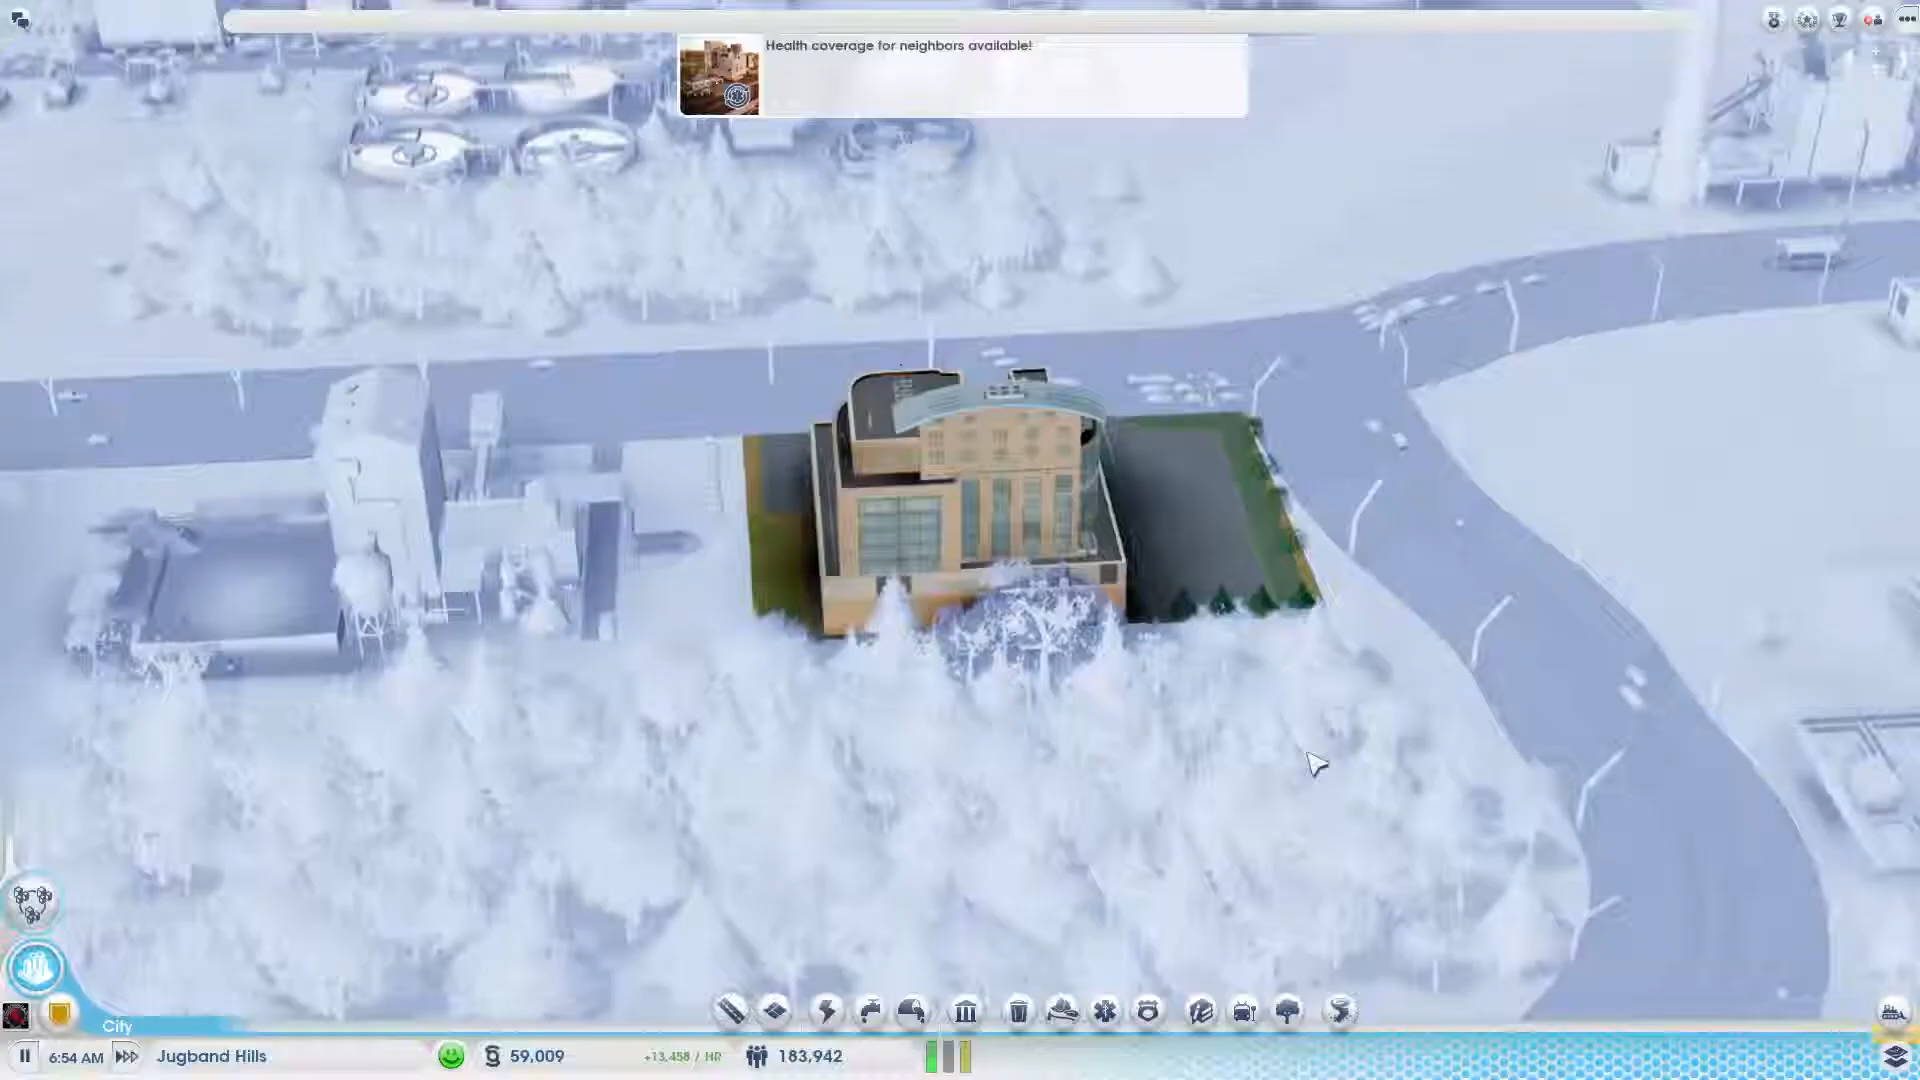 Health coverage for neighbors available!
City
6:54 AM
Jugband Hills
59,009
+13,458 / HR
183,942